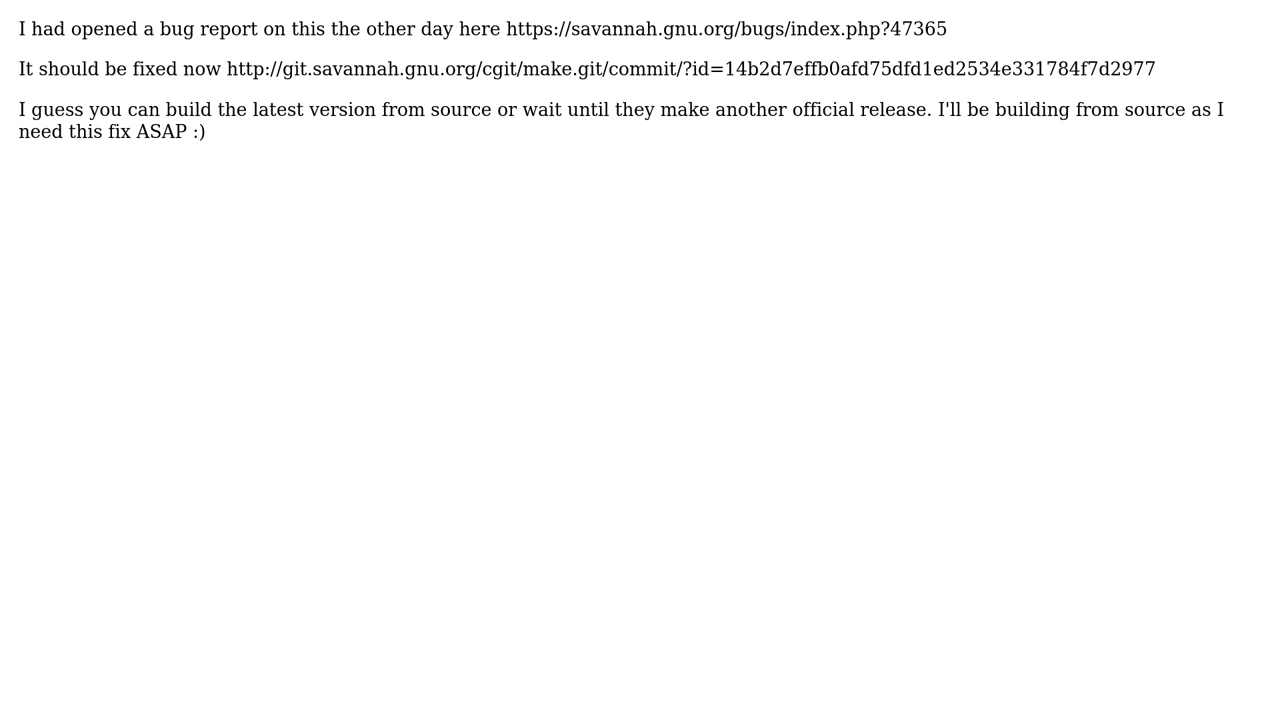 I had opened a bug report on this the other day here https://savannah.gnu.org/bugs/index.php?47365
It should be fixed now http://git.savannah.gnu.org/cgit/make.git/commit/?id=14b2d7effb0afd75dfd1ed2534e331784f7d2977
I guess you can build the latest version from source or wait until they make another official release. I'll be building from source as I
need this fix ASAP :)